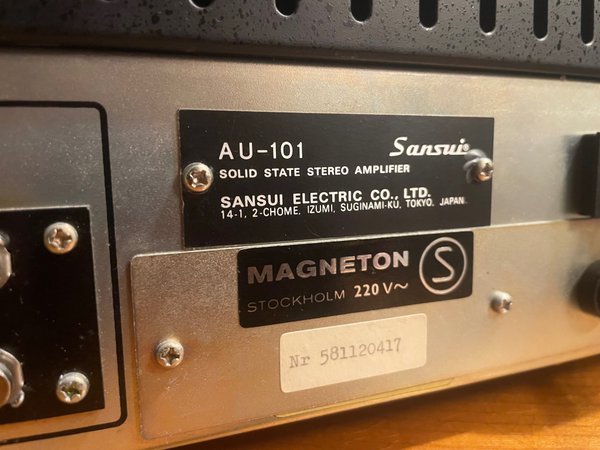 AU-101 Sansui
SOLID STATE STEREO AMPLIFIER
SANSUI ELECTRIC CO., LTD.
14-1, 2-CHOME, IZUMI, SUGINAMI-KU, TOKYO, JAPAN
MAGNETON S
STOCKHOLM 220 V~
Nr 581120417